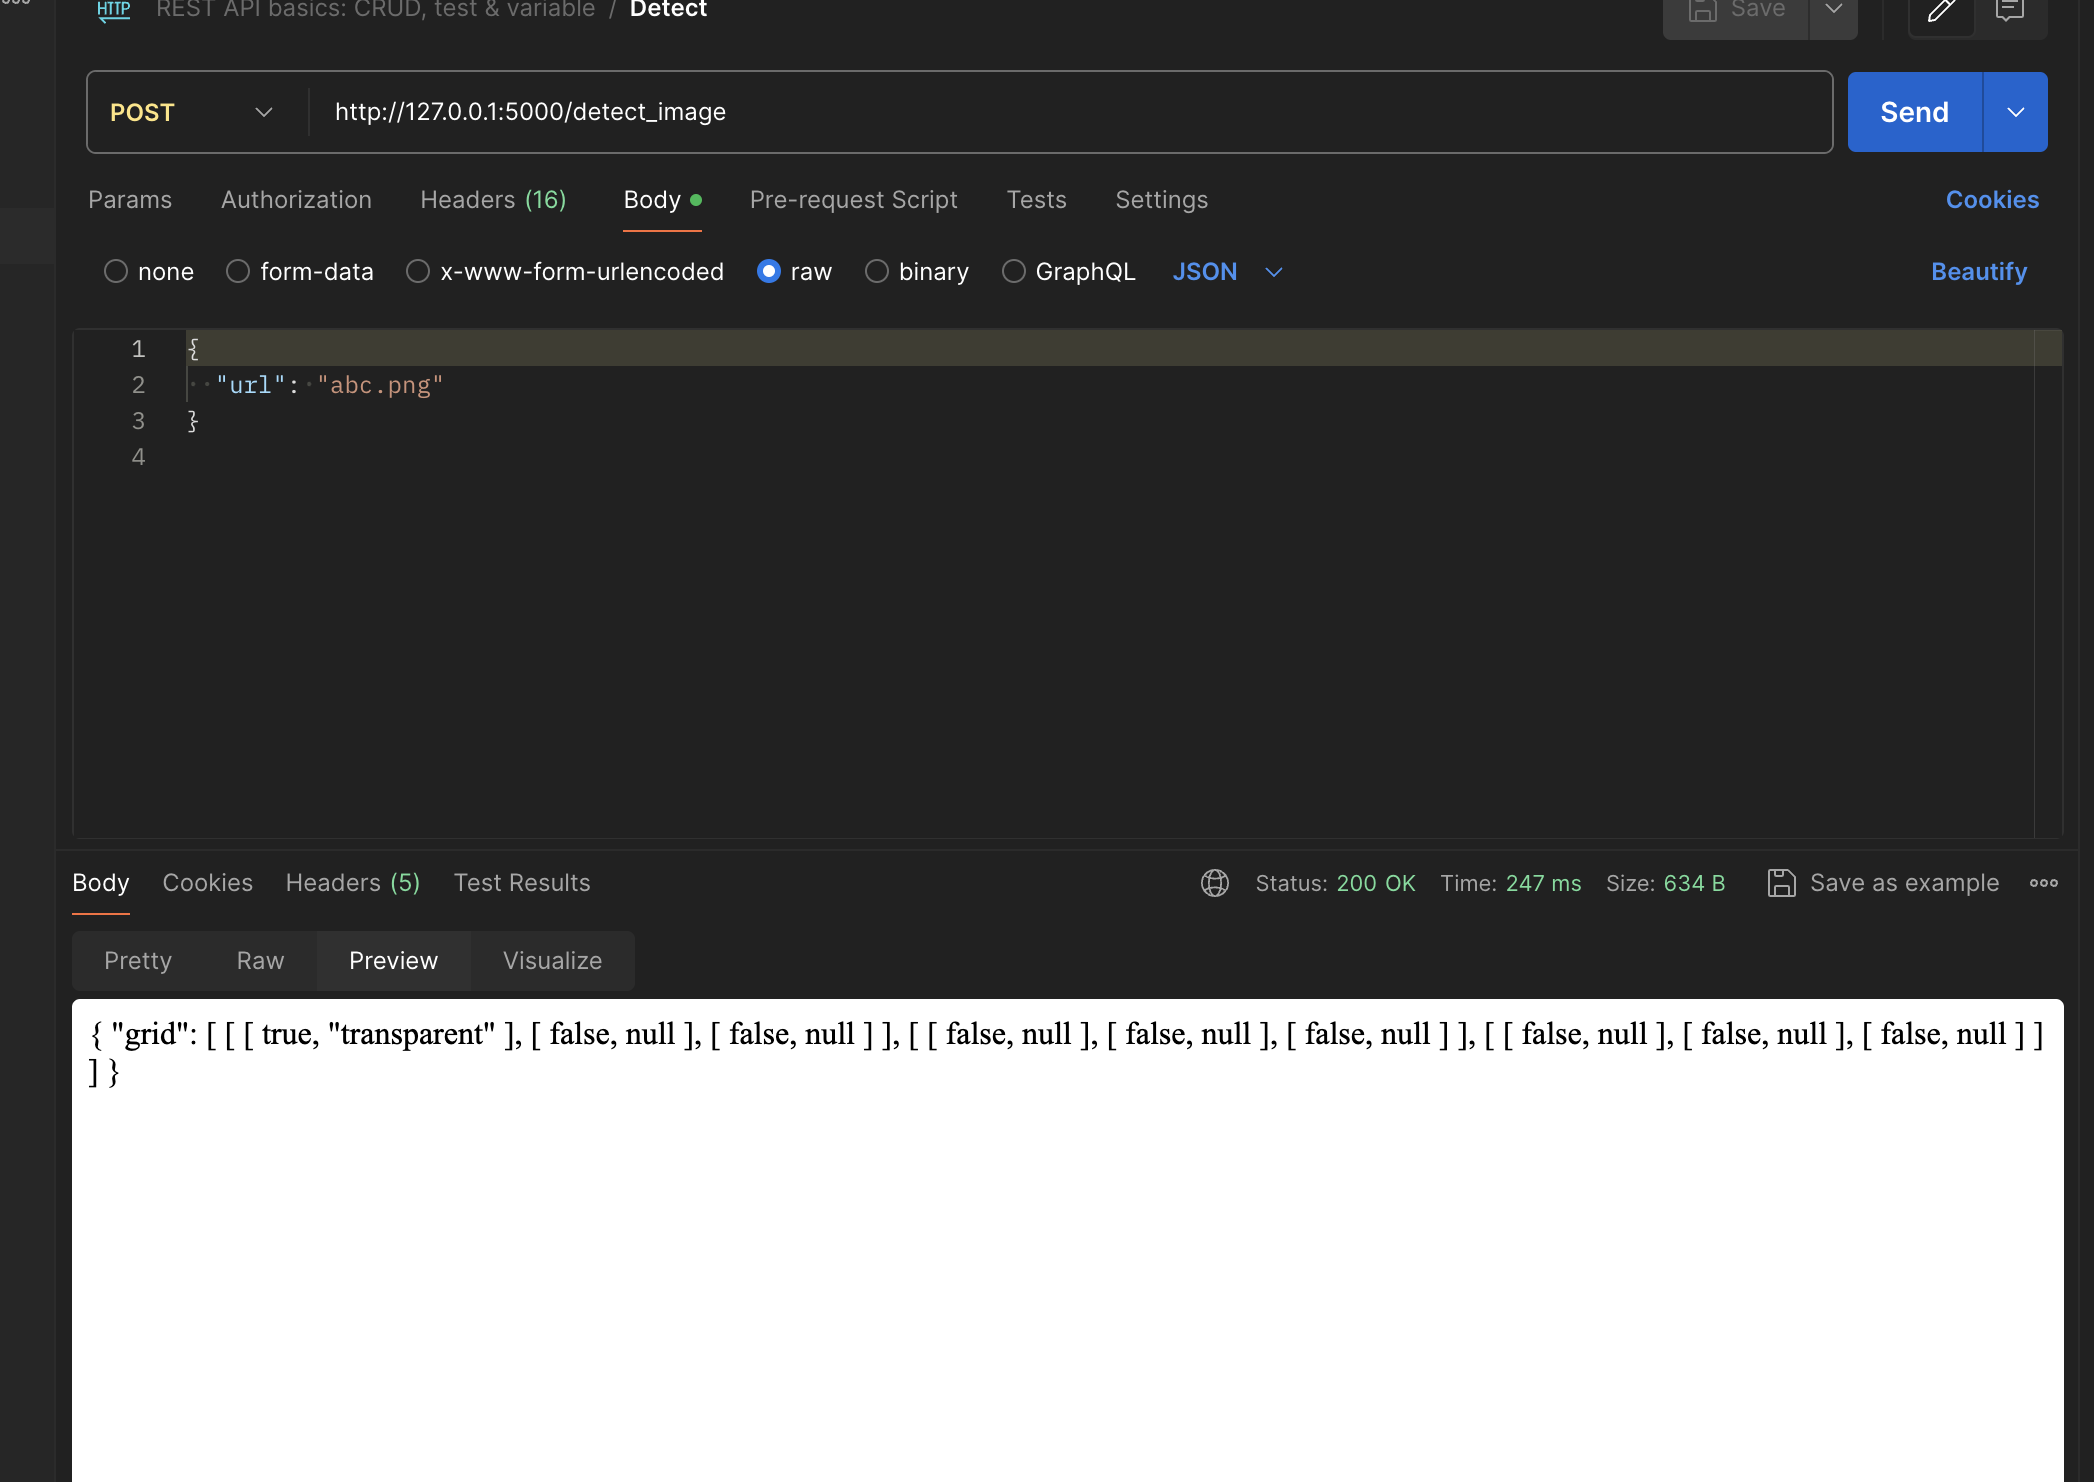 HTTP REST API basics: CRUD, test & variable / Detect Save
POST http://127.0.0.1:5000/detect_image Send
Params Authorization Headers (16) Body Pre-request Script Tests Settings Cookies
none form-data x-www-form-urlencoded raw binary GraphQL JSON Beautify
1 {
2 "url": "abc.png"
3 }
4
Body Cookies Headers (5) Test Results Status: 200 OK Time: 247 ms Size: 634 B Save as example
Pretty Raw Preview Visualize
{ "grid": [ [ [ true, "transparent" ], [ false, null ], [ false, null ] ], [ [ false, null ], [ false, null ], [ false, null ] ], [ [ false, null ], [ false, null ], [ false, null ] ]
] }